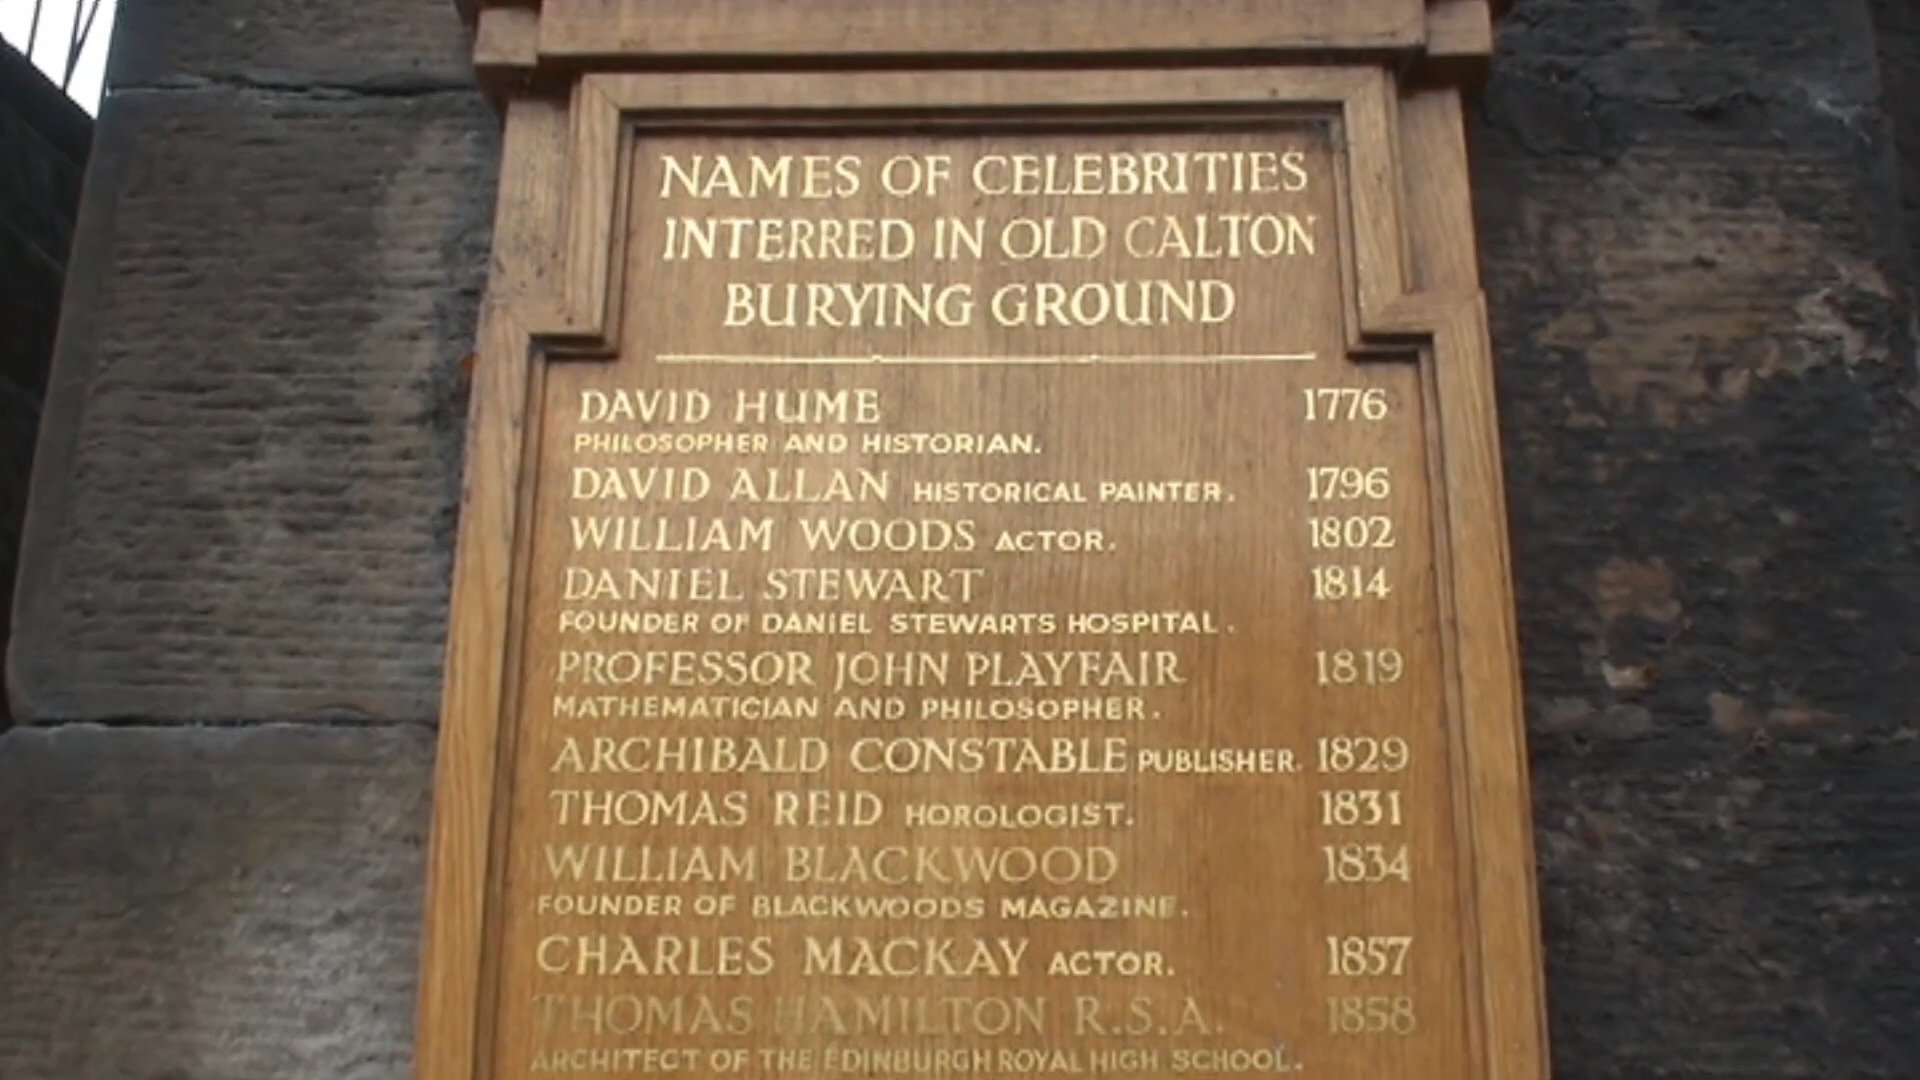 NAMES OF CELEBRITIES
INTERRED IN OLD CALTON
BURYING GROUND
DAVID HUME 1776
PHILOSOPHER AND HISTORIAN.
DAVID ALLAN HISTORICAL PAINTER. 1796
WILLIAM WOODS ACTOR. 1802
DANIEL STEWART 1814
FOUNDER OF DANIEL STEWARTS HOSPITAL.
PROFESSOR JOHN PLAYFAIR 1819
MATHEMATICIAN AND PHILOSOPHER.
ARCHIBALD CONSTABLE PUBLISHER. 1829
THOMAS REID HOROLOGIST. 1831
WILLIAM BLACKWOOD 1834
FOUNDER OF BLACKWOODS MAGAZINE.
CHARLES MACKAY ACTOR. 1857
THOMAS HAMILTON R.S.A. 1858
ARCHITECT OF THE EDINBURGH ROYAL HIGH SCHOOL.